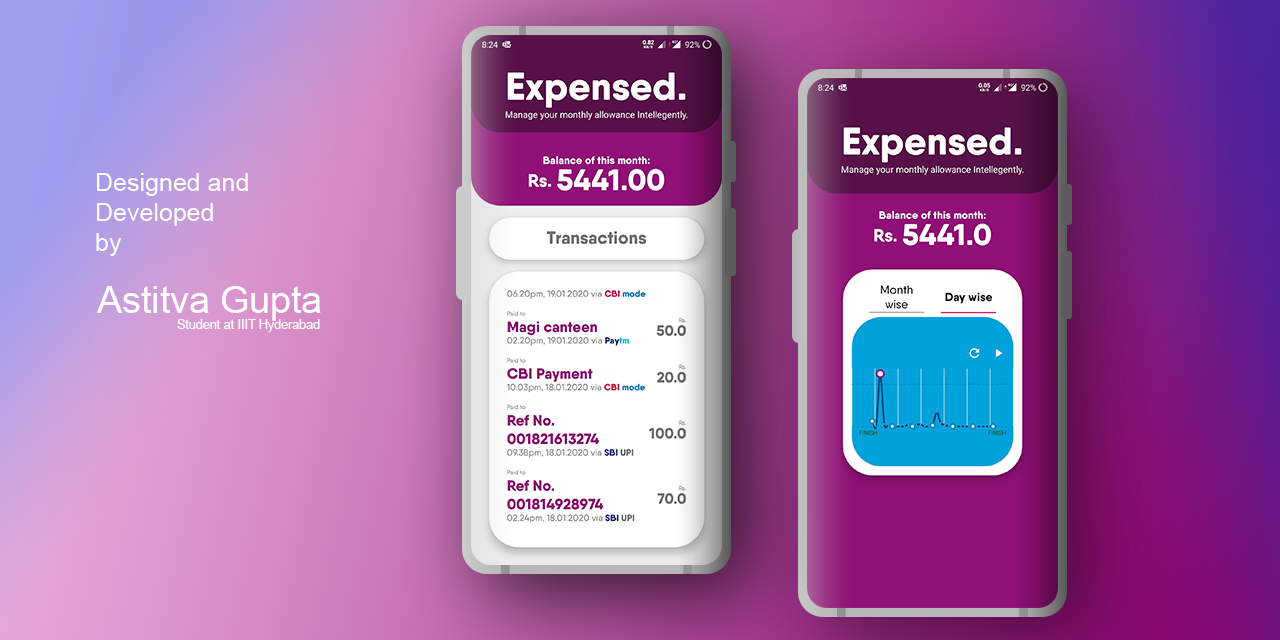 Designed and
Developed
by
Astitva Gupta
Student at IIIT Hyderabad
8:24
0.82
KB/S
92%
Expensed.
Manage your monthly allowance Intellegently.
Balance of this month:
Rs. 5441.00
Transactions
06.20pm, 19.01.2020 via CBI mode
Paid to
Magi canteen
02.20pm, 19.01.2020 via Paytm
Rs.
50.0
Paid to
CBI Payment
10.03pm, 18.01.2020 via CBI mode
Rs.
20.0
Paid to
Ref No.
001821613274
09.38pm, 18.01.2020 via SBI UPI
Rs.
100.0
Paid to
Ref No.
001814928974
02.24pm, 18.01.2020 via SBI UPI
Rs.
70.0
8:24
0.05
KB/S
92%
Expensed.
Manage your monthly allowance Intellegently.
Balance of this month:
Rs. 5441.0
Month
wise
Day wise
FINISH
FINISH